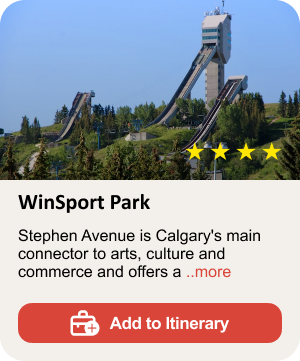 WinSport Park
Stephen Avenue is Calgary's main
connector to arts, culture and
commerce and offers a ..more
Add to Itinerary